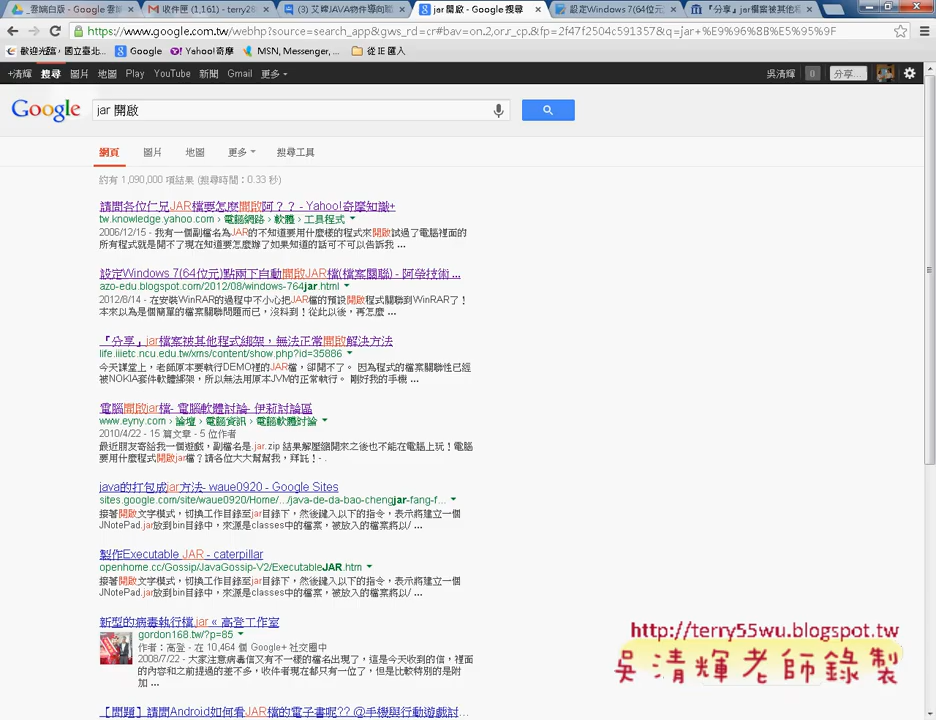 _雲端白版 - Google 雲端
收件匣 (1,161) - terry28
(3) 艾鍗JAVA物件導向
jar 開啟 - Google 搜尋
設定Windows 7(64位元)
『分享』jar檔案被其他
https://www.google.com.tw/webhp?source=search_app&gws_rd=cr#bav=on.2,or.r_cp.&fp=2f47f2504c591357&q=jar+%E9%96%8B%E5%95%9F
歡迎光臨, 國立臺北...
Google
Yahoo!奇摩
MSN, Messenger, ...
從 IE 匯入
+清輝 搜尋 圖片 地圖 Play YouTube 新聞 Gmail 更多
吳清輝 0 分享...
Google
jar 開啟
網頁 圖片 地圖 更多 搜尋工具
約有 1,090,000 項結果 (搜尋時間：0.33 秒)
請問各位仁兄JAR檔要怎麼開啟阿？？ - Yahoo!奇摩知識+
tw.knowledge.yahoo.com › 電腦網路 › 軟體 › 工具程式
2006/12/15 - 我有一個副檔名為JAR的不知道要用什麼樣的程式來開啟試過了電腦裡面的
所有程式就是開不了現在知道要怎麼辦了如果知道的話可不可以告訴我 ...
設定Windows 7(64位元)點兩下自動開啟JAR檔(檔案關聯) - 阿榮技術 ...
azo-edu.blogspot.com/2012/08/windows-764jar.html
2012/8/14 - 在安裝WinRAR的過程中不小心把JAR檔的預設開啟程式關聯到WinRAR了！
本來以為是個簡單的檔案關聯問題而已，沒料到！從此以後，再怎麼 ...
『分享』jar檔案被其他程式綁架，無法正常開啟解決方法
life.iiietc.ncu.edu.tw/xms/content/show.php?id=35886
今天課堂上，老師原本要執行DEMO裡的JAR檔，卻開不了。 因為程式的檔案關聯性已經
被NOKIA套件軟體綁架，所以無法用原本JVM的正常執行。 剛好我的手機 ...
電腦開啟jar檔- 電腦軟體討論- 伊莉討論區
www.eyny.com › 論壇 › 電腦資訊 › 電腦軟體討論
2010/4/22 - 15 篇文章 - 5 位作者
最近朋友寄給我一個遊戲，副檔名是.jar.zip 結果解壓縮開來之後也不能在電腦上玩！電腦
要用什麼程式開啟jar檔？請各位大大幫幫我，拜託！- .
java的打包成jar方法- waue0920 - Google Sites
sites.google.com/site/waue0920/Home/.../java-de-da-bao-chengjar-fang-f...
接著開啟文字模式，切換工作目錄至jar目錄下，然後鍵入以下的指令，表示將建立一個
JNotePad.jar放到bin目錄中，來源是classes中的檔案，被放入的檔案將以/ ...
製作Executable JAR - caterpillar
openhome.cc/Gossip/JavaGossip-V2/ExecutableJAR.htm
接著開啟文字模式，切換工作目錄至jar目錄下，然後鍵入以下的指令，表示將建立一個
JNotePad.jar放到bin目錄中，來源是classes中的檔案，被放入的檔案將以/ ...
新型的病毒執行檔 jar « 高登工作室
gordon168.tw/?p=85
作者：高登 - 在 10,464 個 Google+ 社交圈中
2008/7/22 - 大家注意病毒信又有不一樣的檔名出現了，這是今天收到的信，裡面
的內容和之前提過的差不多，收件者現在都只有一位了，但是比較特別的是附
加 ...
【問題】請問Android如何看JAR檔的電子書呢?? @手機與行動遊戲討...
http://terry55wu.blogspot.tw
吳清輝老師錄製